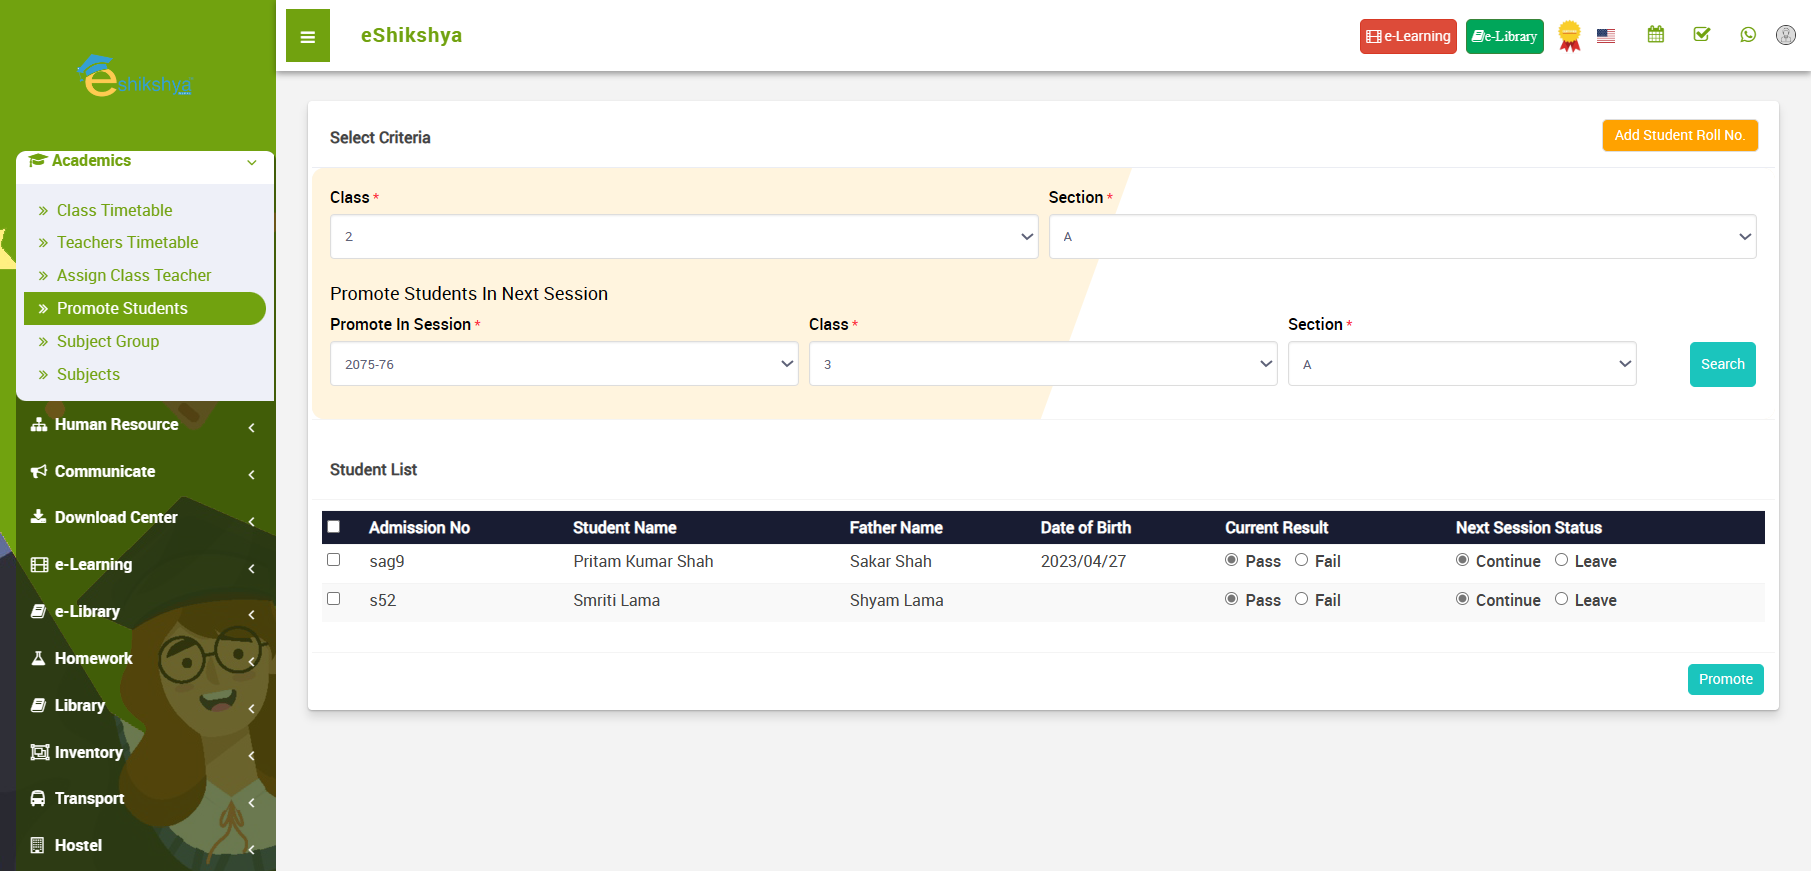 eshikshya
eShikshya
e-Learning
e-Library
Academics
Class Timetable
Teachers Timetable
Assign Class Teacher
Promote Students
Subject Group
Subjects
Human Resource
Communicate
Download Center
e-Learning
e-Library
Homework
Library
Inventory
Transport
Hostel
Select Criteria
Add Student Roll No.
Class *
Section *
2
A
Promote Students In Next Session
Promote In Session *
Class *
Section *
2075-76
3
A
Search
Student List
Admission No Student Name Father Name Date of Birth Current Result Next Session Status
sag9 Pritam Kumar Shah Sakar Shah 2023/04/27 Pass Fail Continue Leave
s52 Smriti Lama Shyam Lama Pass Fail Continue Leave
Promote